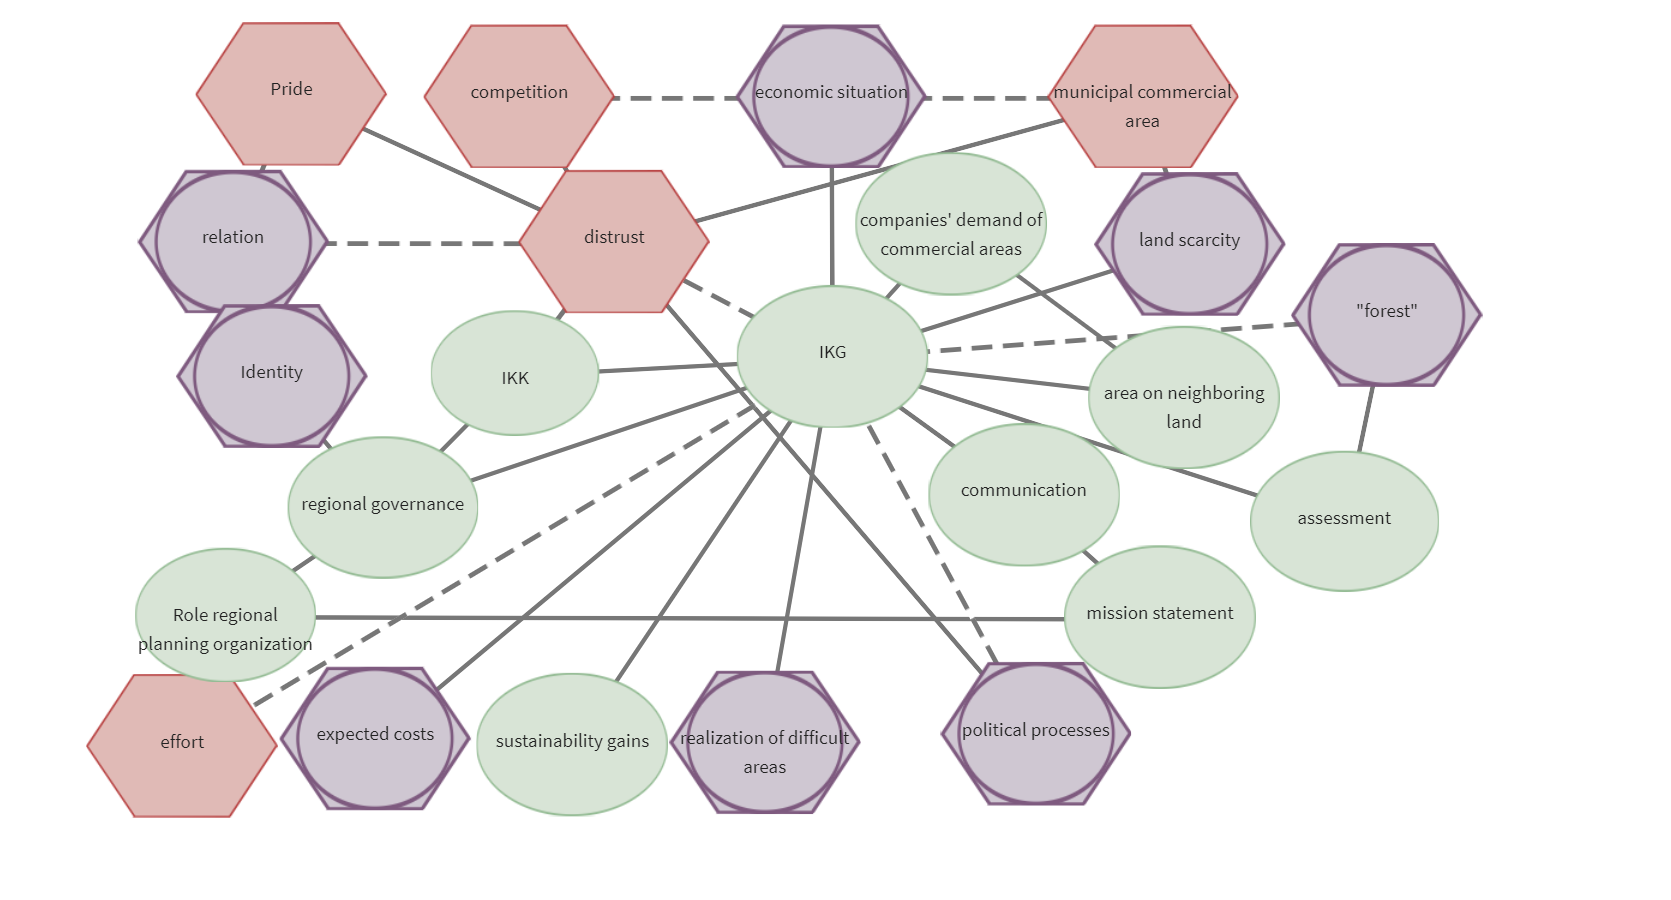 Pride
competition
economic situation
municipal commercial
area
relation
distrust
companies' demand of
commercial areas
land scarcity
"forest"
Identity
IKK
IKG
area on neighboring
land
regional governance
communication
assessment
Role regional
planning organization
mission statement
effort
expected costs
sustainability gains
realization of difficult
areas
political processes